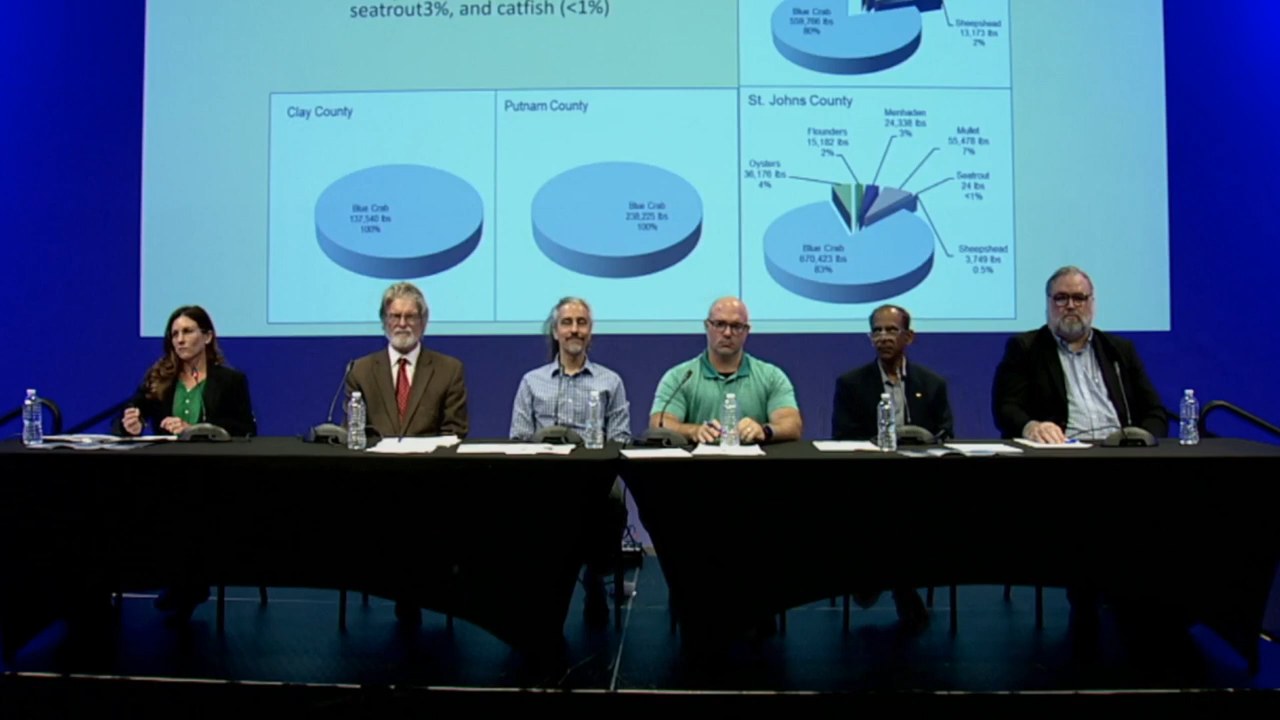 seatrout3%, and catfish (<1%)
Blue Crab
559,766 lbs
80%
Sheepshead
13,173 lbs
2%
Clay County
Blue Crab
132,540 lbs
100%
Putnam County
Blue Crab
238,225 lbs
100%
St. Johns County
Menhaden
24,338 lbs
3%
Flounders
15,182 lbs
2%
Mullet
55,478 lbs
7%
Oysters
36,176 lbs
4%
Seatrout
24 lbs
<1%
Blue Crab
670,423 lbs
83%
Sheepshead
3,749 lbs
0.5%